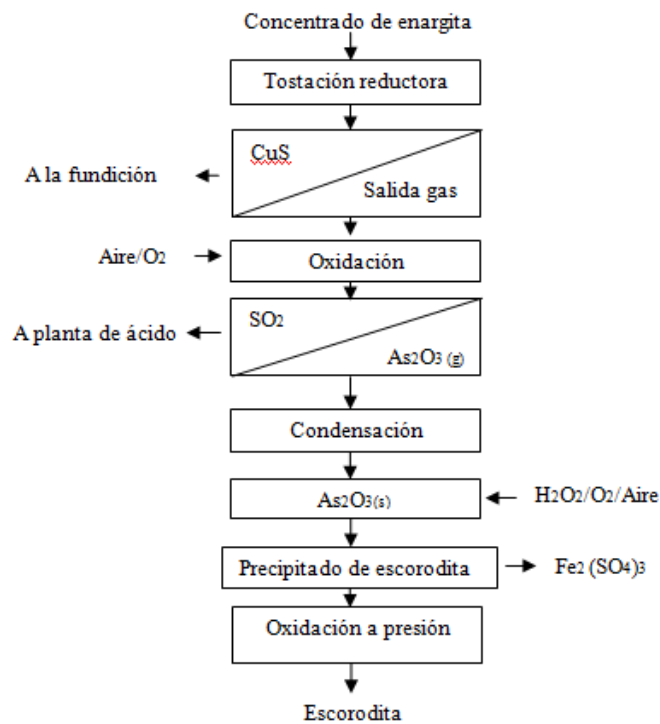 Concentrado de enargita
Tostación reductora
CuS
A la fundición
Salida gas
Aire/O2
Oxidación
SO2
A planta de ácido
As2O3 (g)
Condensación
As2O3(s)
H2O2/O2/Aire
Precipitado de escorodita
Fe2 (SO4)3
Oxidación a presión
Escorodita